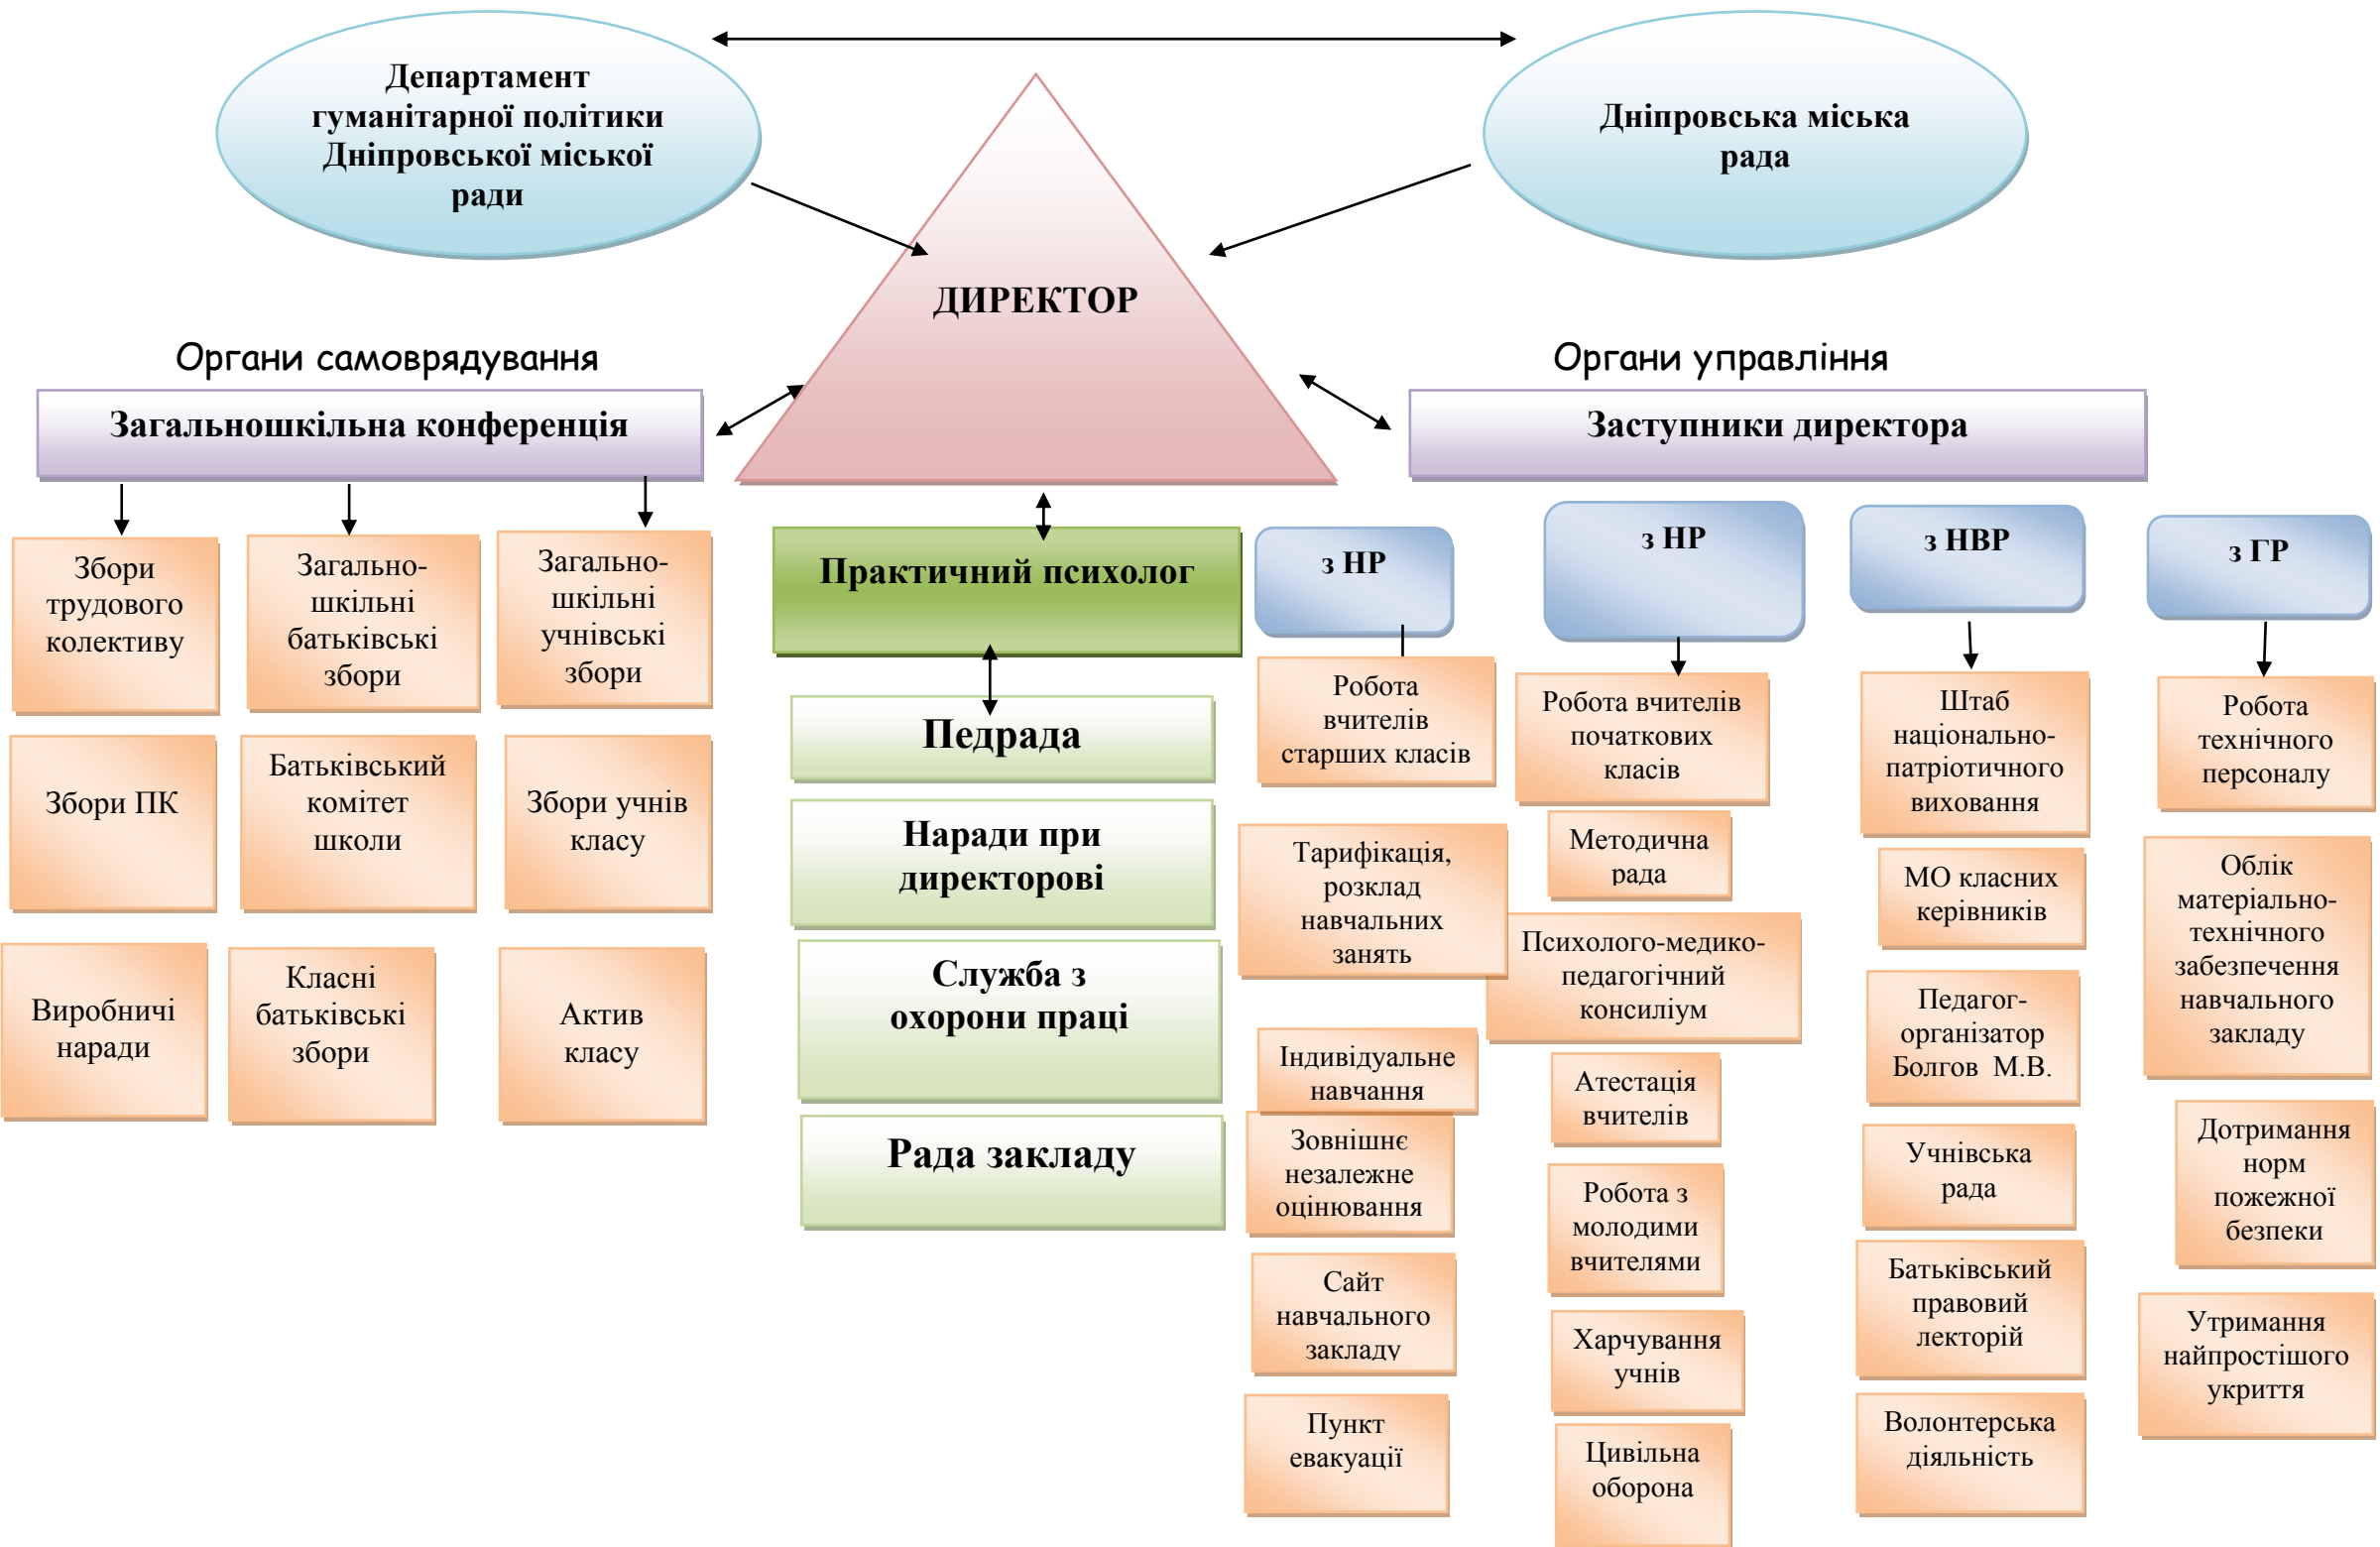 Департамент
гуманітарної політики
Дніпровської міської
ради
Дніпровська міська
рада
ДИРЕКТОР
Органи самоврядування
Органи управління
Загальношкільна конференція
Заступники директора
Збори
трудового
колективу
Загально-
шкільні
батьківські
збори
Загально-
шкільні
учнівські
збори
Збори ПК
Батьківський
комітет
школи
Збори учнів
класу
Виробничі
наради
Класні
батьківські
збори
Актив
класу
Практичний психолог
Педрада
Наради при
директорові
Служба з
охорони праці
Рада закладу
з НР
Робота
вчителів
старших класів
Тарифікація,
розклад
навчальних
занять
Індивідуальне
навчання
Зовнішнє
незалежне
оцінювання
Сайт
навчального
закладу
Пункт
евакуації
з НР
Робота вчителів
початкових
класів
Методична
рада
Психолого-медико-
педагогічний
консиліум
Атестація
вчителів
Робота з
молодими
вчителями
Харчування
учнів
Цивільна
оборона
з НВР
Штаб
національно-
патріотичного
виховання
МО класних
керівників
Педагог-
організатор
Болгов М.В.
Учнівська
рада
Батьківський
правовий
лекторій
Волонтерська
діяльність
з ГР
Робота
технічного
персоналу
Облік
матеріально-
технічного
забезпечення
навчального
закладу
Дотримання
норм
пожежної
безпеки
Утримання
найпростішого
укриття